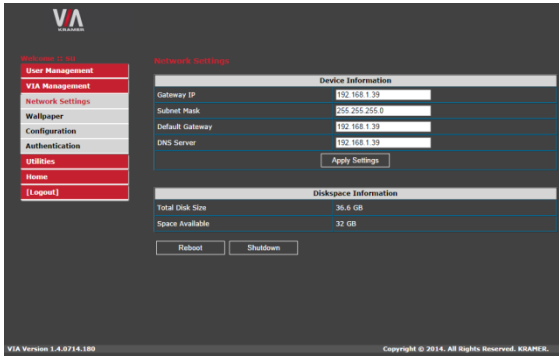 VIA
KRAMER
User Management
VIA Management
Network Settings
Wallpaper
Configuration
Authentication
Utilities
Home
[Logout]
Network Settings
Device Information
Gateway IP 192.168.1.39
Subnet Mask 255.255.255.0
Default Gateway 192.168.1.39
DNS Server 192.168.1.39
Apply Settings
Diskspace Information
Total Disk Size 36.6 GB
Space Available 32 GB
Reboot Shutdown
VIA Version 1.4.0714.180 Copyright © 2014. All Rights Reserved. KRAMER.